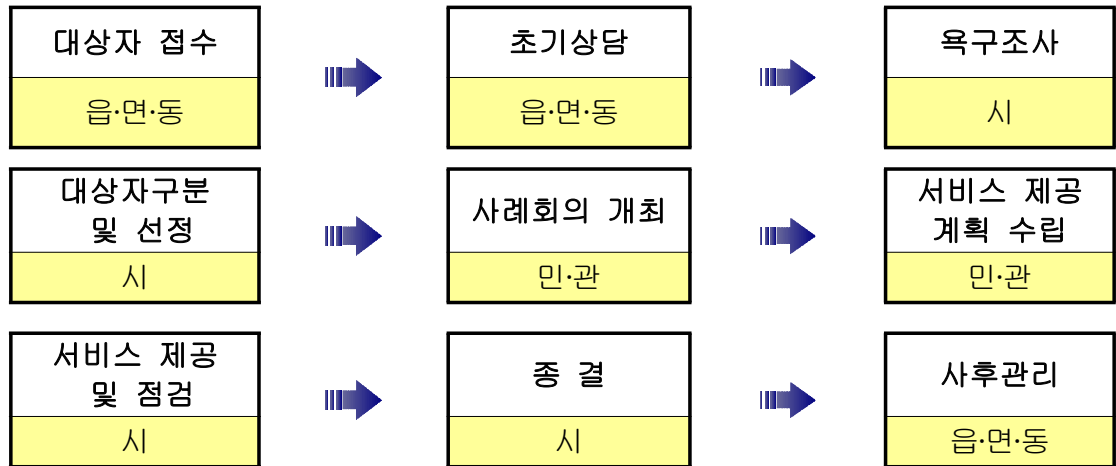 대상자 접수
읍·면·동
초기상담
읍·면·동
욕구조사
시
대상자구분
및 선정
시
사례회의 개최
민·관
서비스 제공
계획 수립
민·관
서비스 제공
및 점검
시
종 결
시
사후관리
읍·면·동